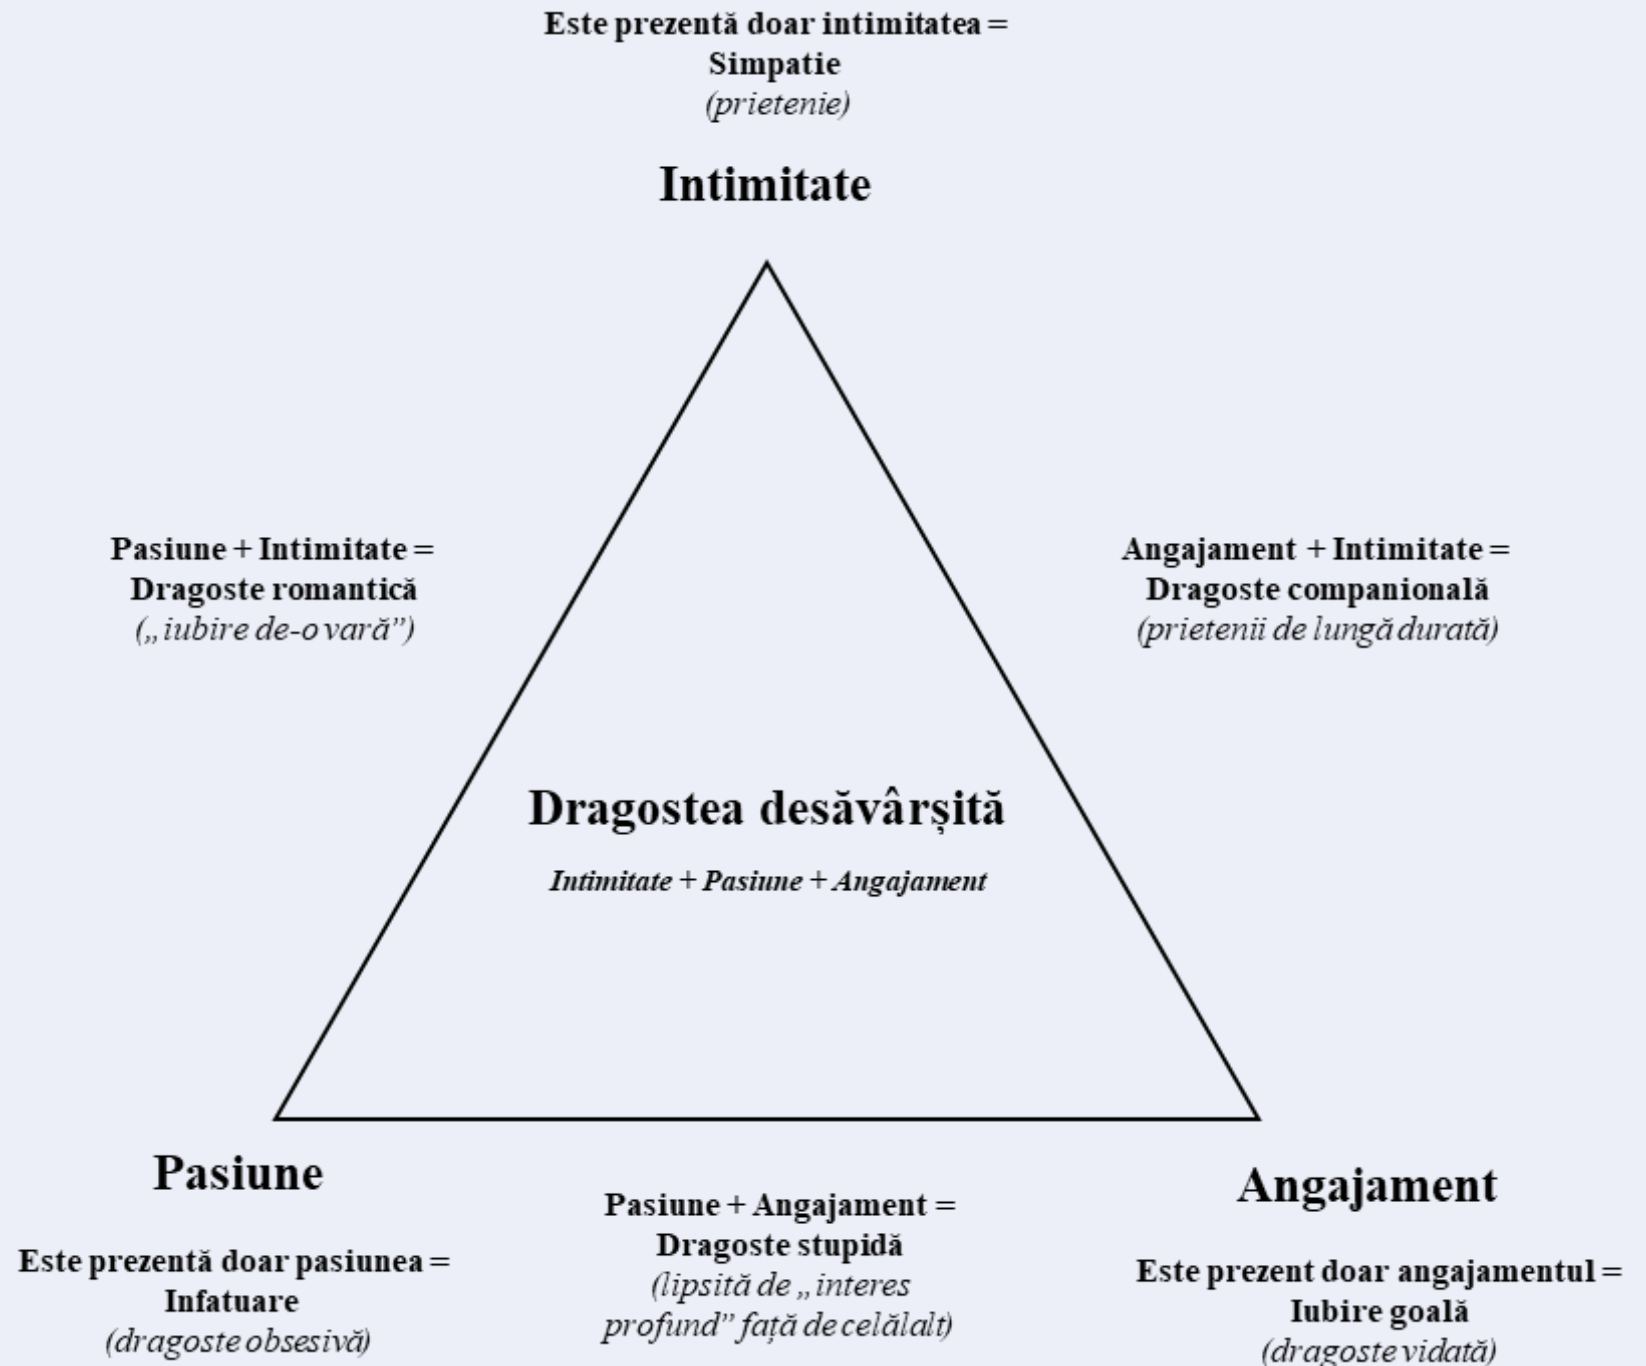 Este prezentă doar intimitatea =
Simpatie
(prietenie)
Intimitate
Pasiune + Intimitate =
Dragoste romantică
(„iubire de-o vară”)
Angajament + Intimitate =
Dragoste companională
(prietenii de lungă durată)
Dragostea desăvârșită
Intimitate + Pasiune + Angajament
Pasiune
Este prezentă doar pasiunea =
Infatuare
(dragoste obsesivă)
Pasiune + Angajament =
Dragoste stupidă
(lipsită de „interes
profund” față de celălalt)
Angajament
Este prezent doar angajamentul =
Iubire goală
(dragoste vidată)